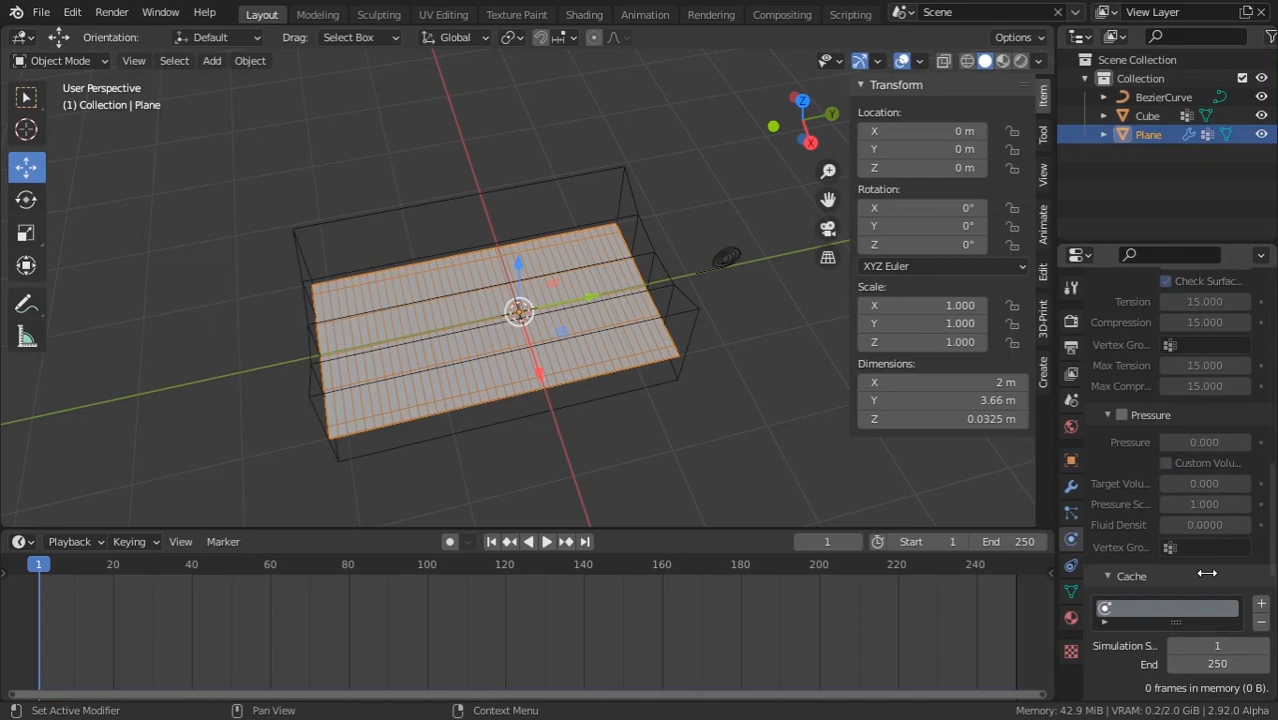 File Edit Render Window Help Layout Modeling Sculpting UV Editing Texture Paint Shading Animation Rendering Compositing Scripting Scene View Layer
Orientation: Default Drag: Select Box Global Options
Object Mode View Select Add Object
User Perspective
(1) Collection | Plane
Z
Y
X
Transform
Location:
X 0 m
Y 0 m
Z 0 m
Rotation:
X 0°
Y 0°
Z 0°
XYZ Euler
Scale:
X 1.000
Y 1.000
Z 1.000
Dimensions:
X 2 m
Y 3.66 m
Z 0.0325 m
Item
Tool
View
Animate
Edit
3D-Print
Create
Scene Collection
Collection
BezierCurve
Cube
Plane
Check Surfac...
Tension 15.000
Compression 15.000
Vertex Gro...
Max Tension 15.000
Max Compr... 15.000
Pressure
Pressure 0.000
Custom Volu...
Target Volu... 0.000
Pressure Sc... 1.000
Fluid Densit 0.0000
Vertex Gro...
Cache
Simulation S... 1
End 250
0 frames in memory (0 B).
Playback Keying View Marker 1 Start 1 End 250
1 20 40 60 80 100 120 140 160 180 200 220 240
Set Active Modifier Pan View Context Menu Memory: 42.9 MiB | VRAM: 0.2/2.0 GiB | 2.92.0 Alpha